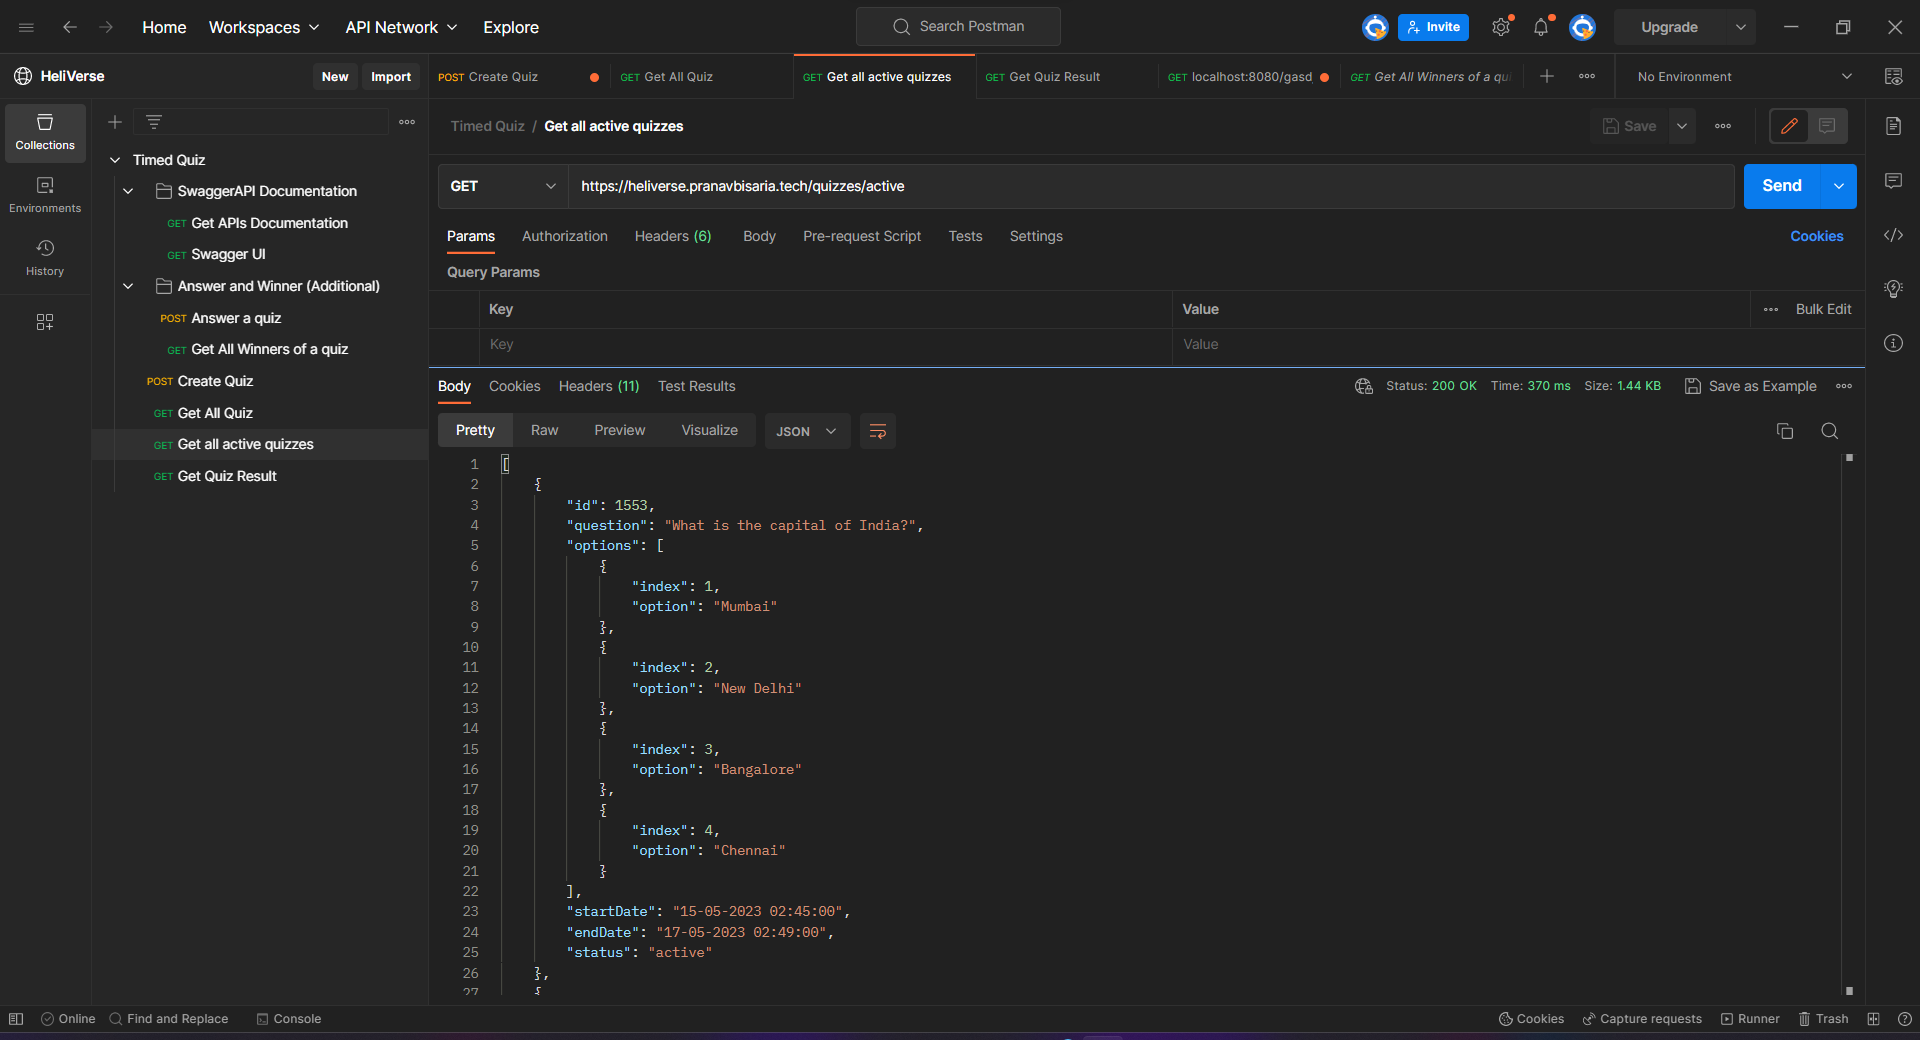 Home Workspaces API Network Explore Search Postman Invite Upgrade
HeliVerse New Import POST Create Quiz GET Get All Quiz GET Get all active quizzes GET Get Quiz Result GET localhost:8080/gasd GET Get All Winners of a qu No Environment
Collections
Environments
History
Timed Quiz
SwaggerAPI Documentation
GET Get APIs Documentation
GET Swagger UI
Answer and Winner (Additional)
POST Answer a quiz
GET Get All Winners of a quiz
POST Create Quiz
GET Get All Quiz
GET Get all active quizzes
GET Get Quiz Result
Timed Quiz / Get all active quizzes Save
GET https://heliverse.pranavbisaria.tech/quizzes/active Send
Params Authorization Headers (6) Body Pre-request Script Tests Settings Cookies
Query Params
Key Value Bulk Edit
Key Value
Body Cookies Headers (11) Test Results Status: 200 OK Time: 370 ms Size: 1.44 KB Save as Example
Pretty Raw Preview Visualize JSON
1 [
2 {
3 "id": 1553,
4 "question": "What is the capital of India?",
5 "options": [
6 {
7 "index": 1,
8 "option": "Mumbai"
9 },
10 {
11 "index": 2,
12 "option": "New Delhi"
13 },
14 {
15 "index": 3,
16 "option": "Bangalore"
17 },
18 {
19 "index": 4,
20 "option": "Chennai"
21 }
22 ],
23 "startDate": "15-05-2023 02:45:00",
24 "endDate": "17-05-2023 02:49:00",
25 "status": "active"
26 },
27 {
Online Find and Replace Console Cookies Capture requests Runner Trash